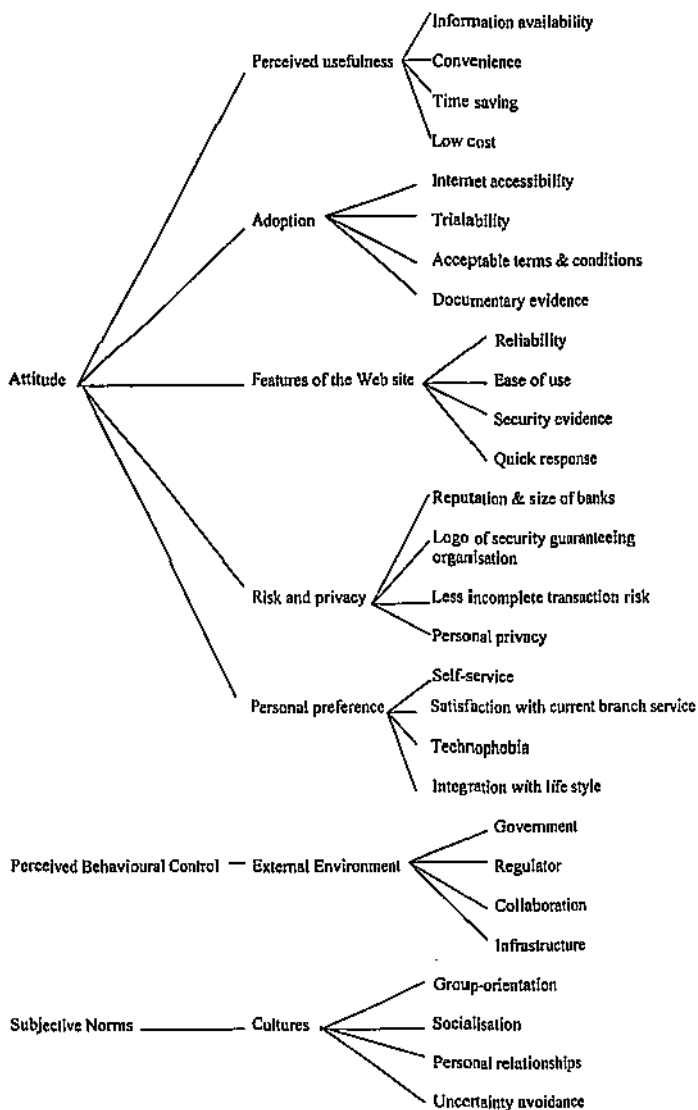 Information availability
Perceived usefulness
Convenience
Time saving
Low cost
Internet accessibility
Adoption
Trialability
Acceptable terms & conditions
Documentary evidence
Reliability
Attitude
Features of the Web site
Ease of use
Security evidence
Quick response
Reputation & size of banks
Logo of security guaranteeing
organisation
Risk and privacy
Less incomplete transaction risk
Personal privacy
Self-service
Personal preference
Satisfaction with current branch service
Technophobia
Integration with life style
Government
Perceived Behavioural Control
External Environment
Regulator
Collaboration
Infrastructure
Group-orientation
Subjective Norms
Cultures
Socialisation
Personal relationships
Uncertainty avoidance